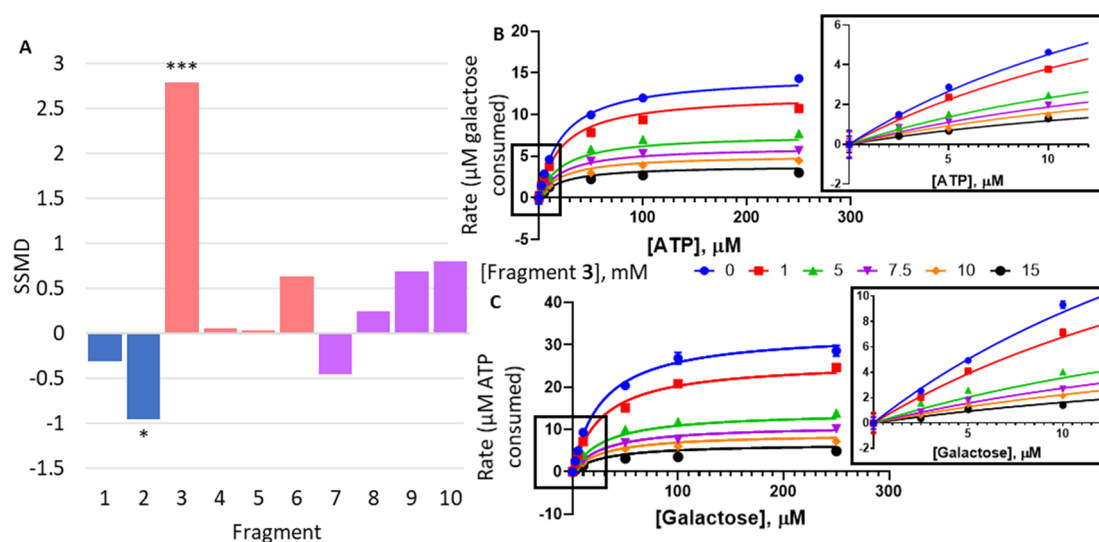 A
SSMD
3
2.5
2
1.5
1
0.5
0
-0.5
-1
-1.5
***
*
1 2 3 4 5 6 7 8 9 10
Fragment
B
Rate (μM galactose
consumed)
20
15
10
5
0
-5
100 200 300
[ATP], μM
6
4
2
0
-2
5 10
[ATP], μM
[Fragment 3], mM
0 1 5 7.5 10 15
C
Rate (μM ATP
consumed)
40
30
20
10
0
-10
100 200 300
[Galactose], μM
10
8
6
4
2
0
-2
5 10
[Galactose], μM